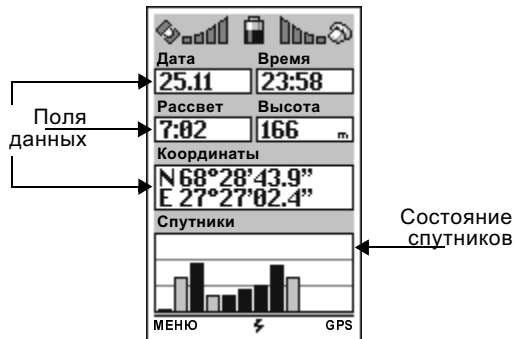 Дата Время
25.11 23:58
Рассвет Высота
7:02 166 m
Поля
данных
Координаты
N 68°28'43.9"
E 27°27'02.4"
Спутники
Состояние
спутников
МЕНЮ GPS